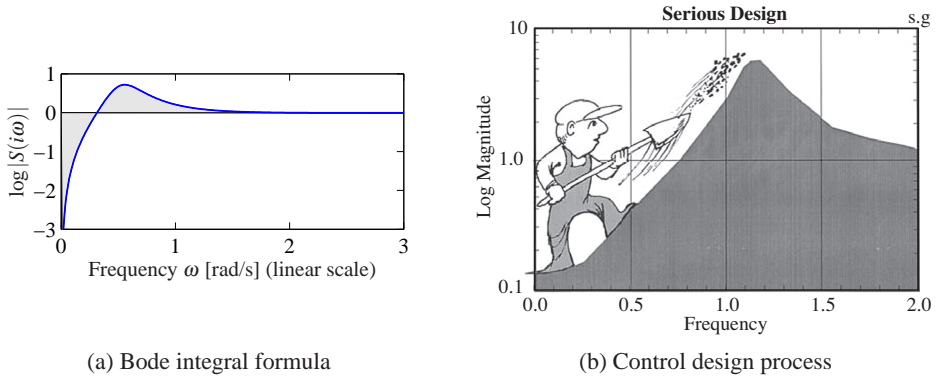 1
0
−1
−2
−3
log|S(iω)|
0 1 2 3
Frequency ω [rad/s] (linear scale)
(a) Bode integral formula
Serious Design
s.g
10
1.0
0.1
Log Magnitude
0.0 0.5 1.0 1.5 2.0
Frequency
(b) Control design process